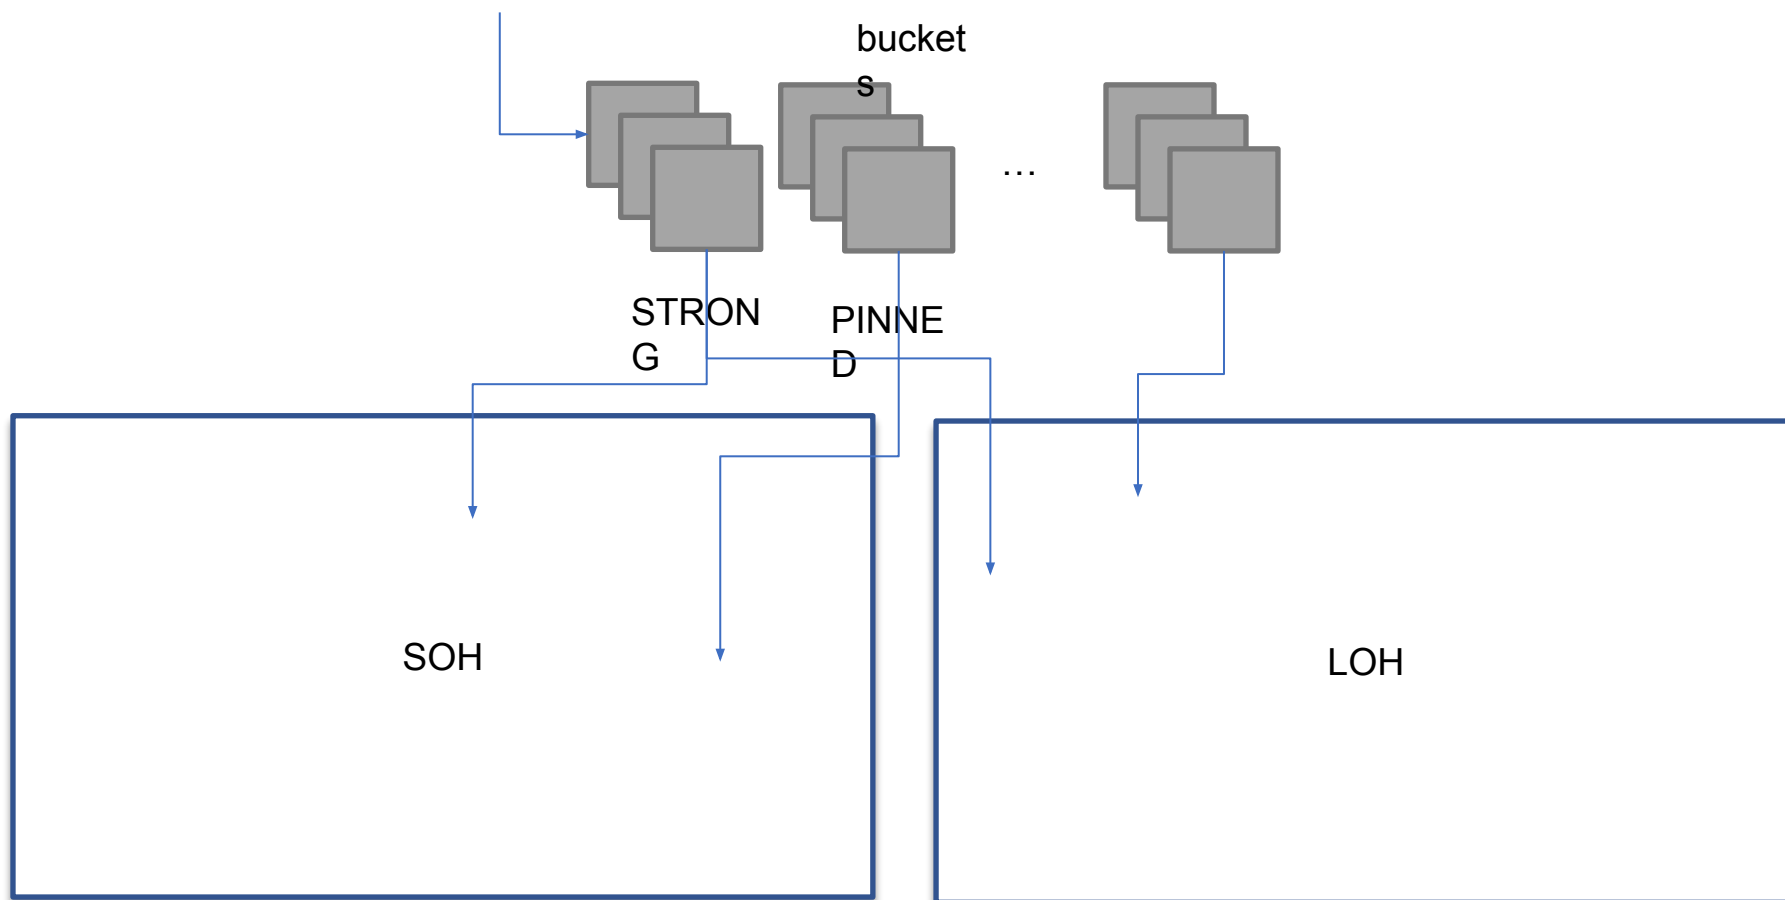 bucket
s
…
STRON
G
PINNE
D
SOH
LOH